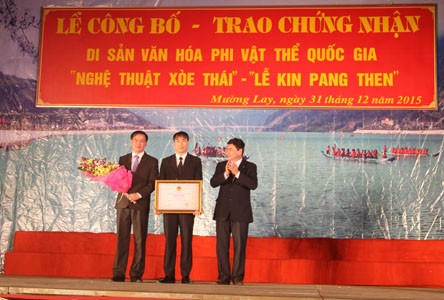 LỄ CÔNG BỐ - TRAO CHỨNG NHẬN
DI SẢN VĂN HÓA PHI VẬT THỂ QUỐC GIA
"NGHỆ THUẬT XÒE THÁI" - "LỄ KIN PANG THEN"
Mường Lay, ngày 31 tháng 12 năm 2015